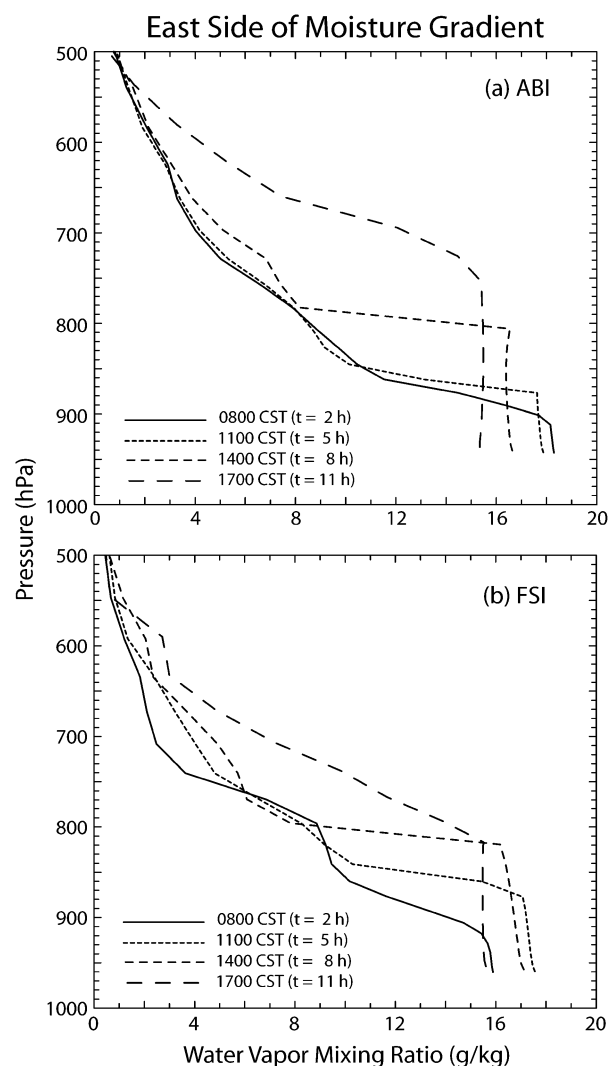 East Side of Moisture Gradient
500
(a) ABI
600
700
800
900
0800 CST (t = 2 h)
1100 CST (t = 5 h)
1400 CST (t = 8 h)
1700 CST (t = 11 h)
1000
0 4 8 12 16 20
Pressure (hPa)
500
(b) FSI
600
700
800
900
0800 CST (t = 2 h)
1100 CST (t = 5 h)
1400 CST (t = 8 h)
1700 CST (t = 11 h)
1000
0 4 8 12 16 20
Water Vapor Mixing Ratio (g/kg)